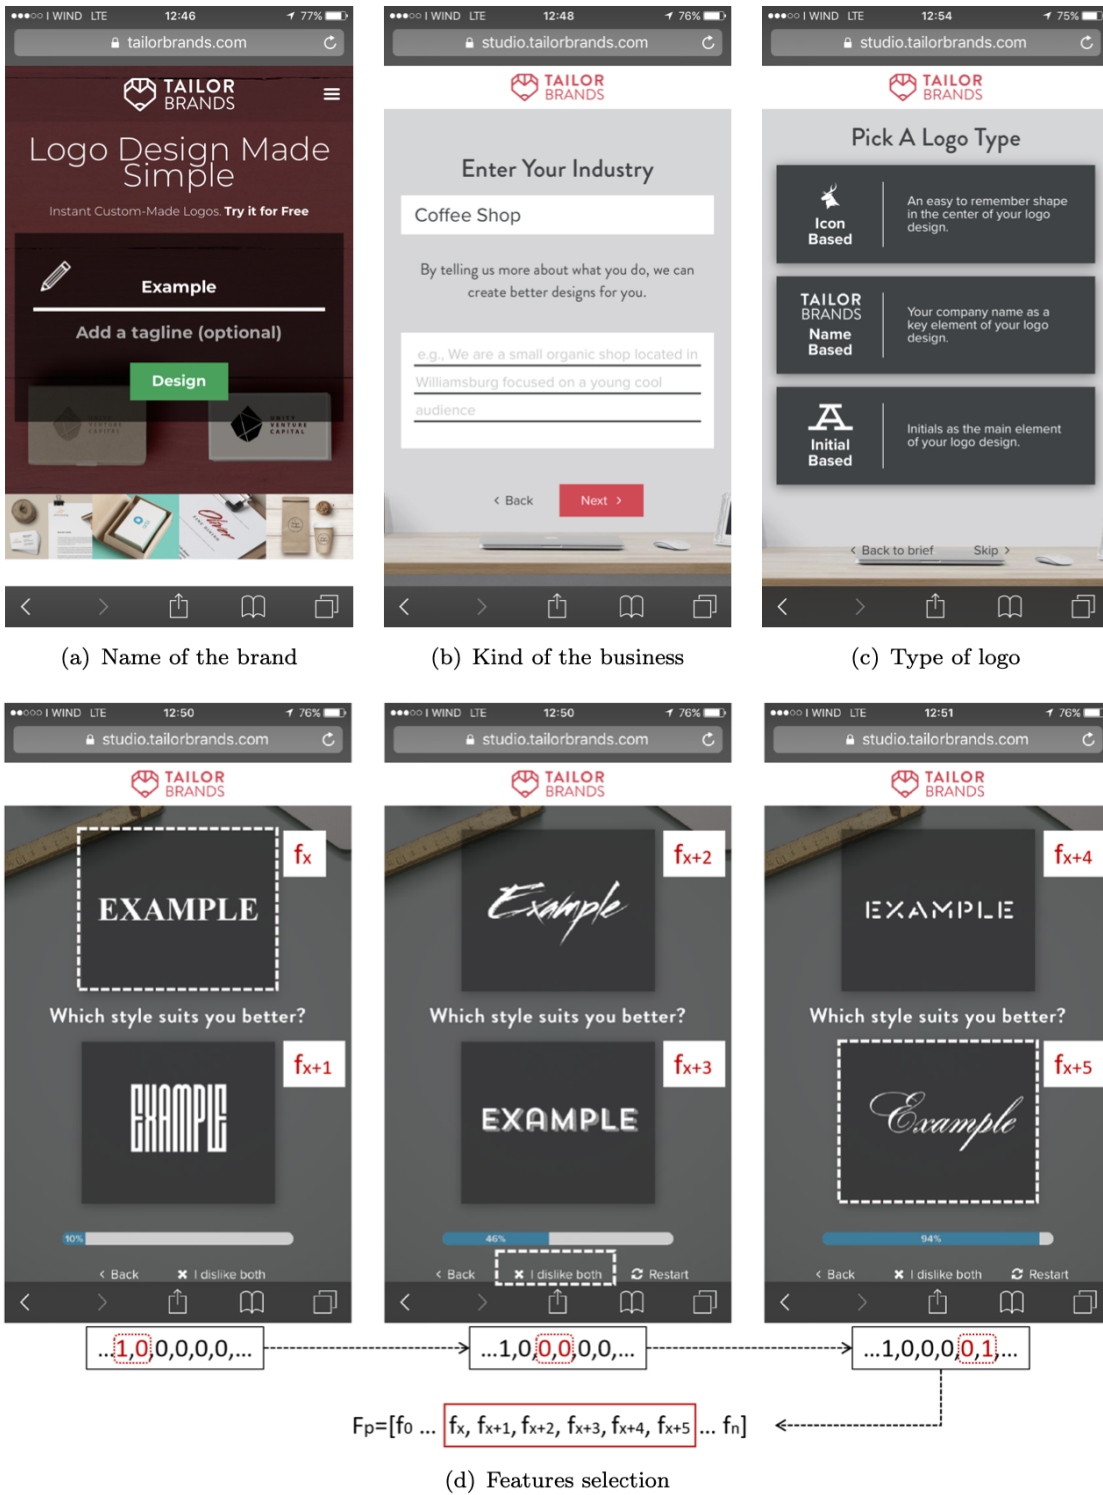 WIND LTE 12:46 77%
tailorbrands.com
TAILOR
BRANDS
Logo Design Made
Simple
Instant Custom-Made Logos. Try it for Free
Example
Add a tagline (optional)
Design
UNITY
VENTURE
CAPITAL
UNITY
VENTURE
CAPITAL
(a) Name of the brand
WIND LTE 12:48 76%
studio.tailorbrands.com
TAILOR
BRANDS
Enter Your Industry
Coffee Shop
By telling us more about what you do, we can
create better designs for you.
e.g., We are a small organic shop located in
Williamsburg focused on a young cool
audience
< Back Next >
(b) Kind of the business
WIND LTE 12:54 75%
studio.tailorbrands.com
TAILOR
BRANDS
Pick A Logo Type
Icon
Based
An easy to remember shape
in the center of your logo
design.
TAILOR
BRANDS
Name
Based
Your company name as a
key element of your logo
design.
A
Initial
Based
Initials as the main element
of your logo design.
< Back to brief Skip >
(c) Type of logo
WIND LTE 12:50 76%
studio.tailorbrands.com
TAILOR
BRANDS
EXAMPLE
fx
Which style suits you better?
EXAMPLE
fx+1
10%
< Back × I dislike both
WIND LTE 12:50 76%
studio.tailorbrands.com
TAILOR
BRANDS
Example
fx+2
Which style suits you better?
EXAMPLE
fx+3
46%
< Back × I dislike both Restart
WIND LTE 12:51 76%
studio.tailorbrands.com
TAILOR
BRANDS
EXAMPLE
fx+4
Which style suits you better?
Example
fx+5
94%
< Back × I dislike both Restart
...1,0,0,0,0,0,...
...1,0,0,0,0,0,...
...1,0,0,0,0,1,...
Fp=[f0 ... fx, fx+1, fx+2, fx+3, fx+4, fx+5 ... fn]
(d) Features selection